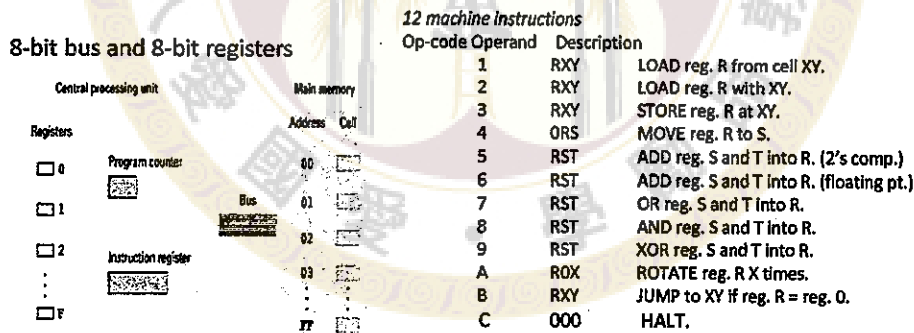 12 machine instructions
8-bit bus and 8-bit registers
Op-code Operand Description
1 RXY LOAD reg. R from cell XY.
2 RXY LOAD reg. R with XY.
3 RXY STORE reg. R at XY.
4 0RS MOVE reg. R to S.
5 RST ADD reg. S and T into R. (2's comp.)
6 RST ADD reg. S and T into R. (floating pt.)
7 RST OR reg. S and T into R.
8 RST AND reg. S and T into R.
9 RST XOR reg. S and T into R.
A R0X ROTATE reg. R X times.
B RXY JUMP to XY if reg. R = reg. 0.
C 000 HALT.
Central processing unit
Main memory
Registers
Address Cell
0
Program counter
00
1
Bus
01
2
Instruction register
02
03
F
FF